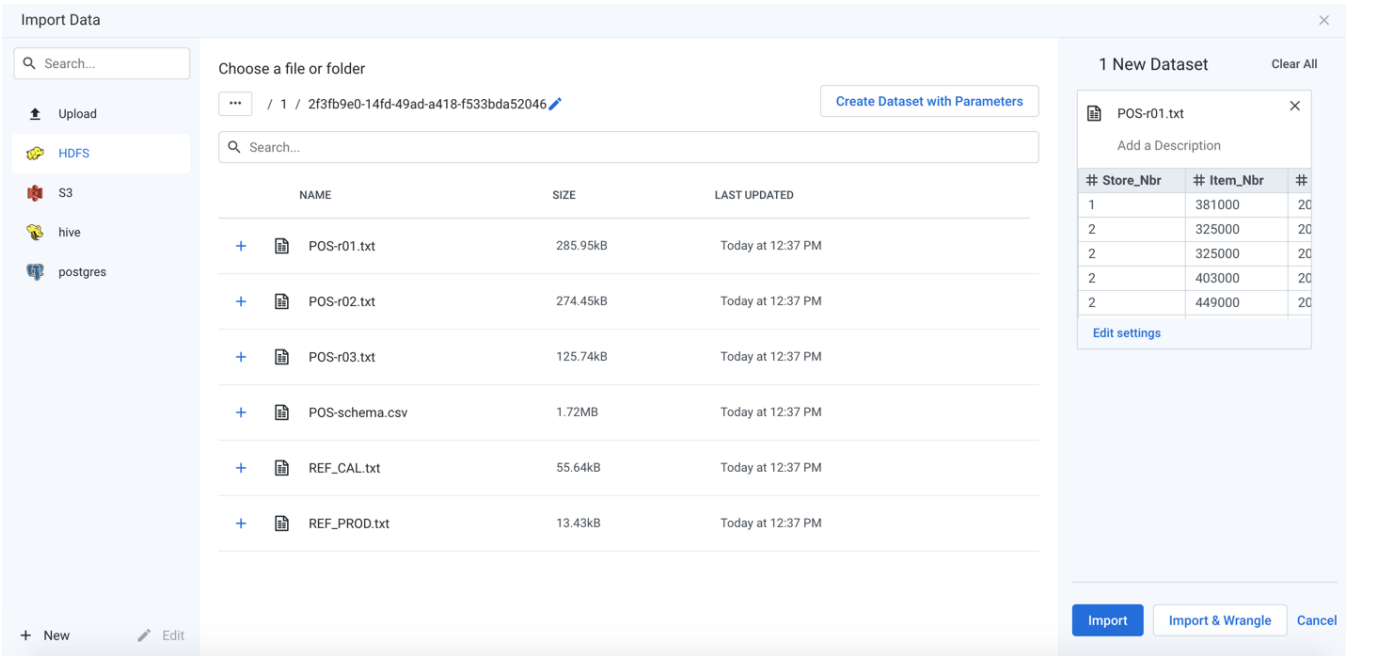 Import Data
Search...
Upload
HDFS
S3
hive
postgres
+ New
Edit
Choose a file or folder
... / 1 / 2f3fb9e0-14fd-49ad-a418-f533bda52046
Create Dataset with Parameters
Search...
NAME SIZE LAST UPDATED
+ POS-r01.txt 285.95kB Today at 12:37 PM
+ POS-r02.txt 274.45kB Today at 12:37 PM
+ POS-r03.txt 125.74kB Today at 12:37 PM
+ POS-schema.csv 1.72MB Today at 12:37 PM
+ REF_CAL.txt 55.64kB Today at 12:37 PM
+ REF_PROD.txt 13.43kB Today at 12:37 PM
1 New Dataset Clear All
POS-r01.txt
Add a Description
# Store_Nbr # Item_Nbr #
1 381000 20
2 325000 20
2 325000 20
2 403000 20
2 449000 20
Edit settings
Import Import & Wrangle Cancel